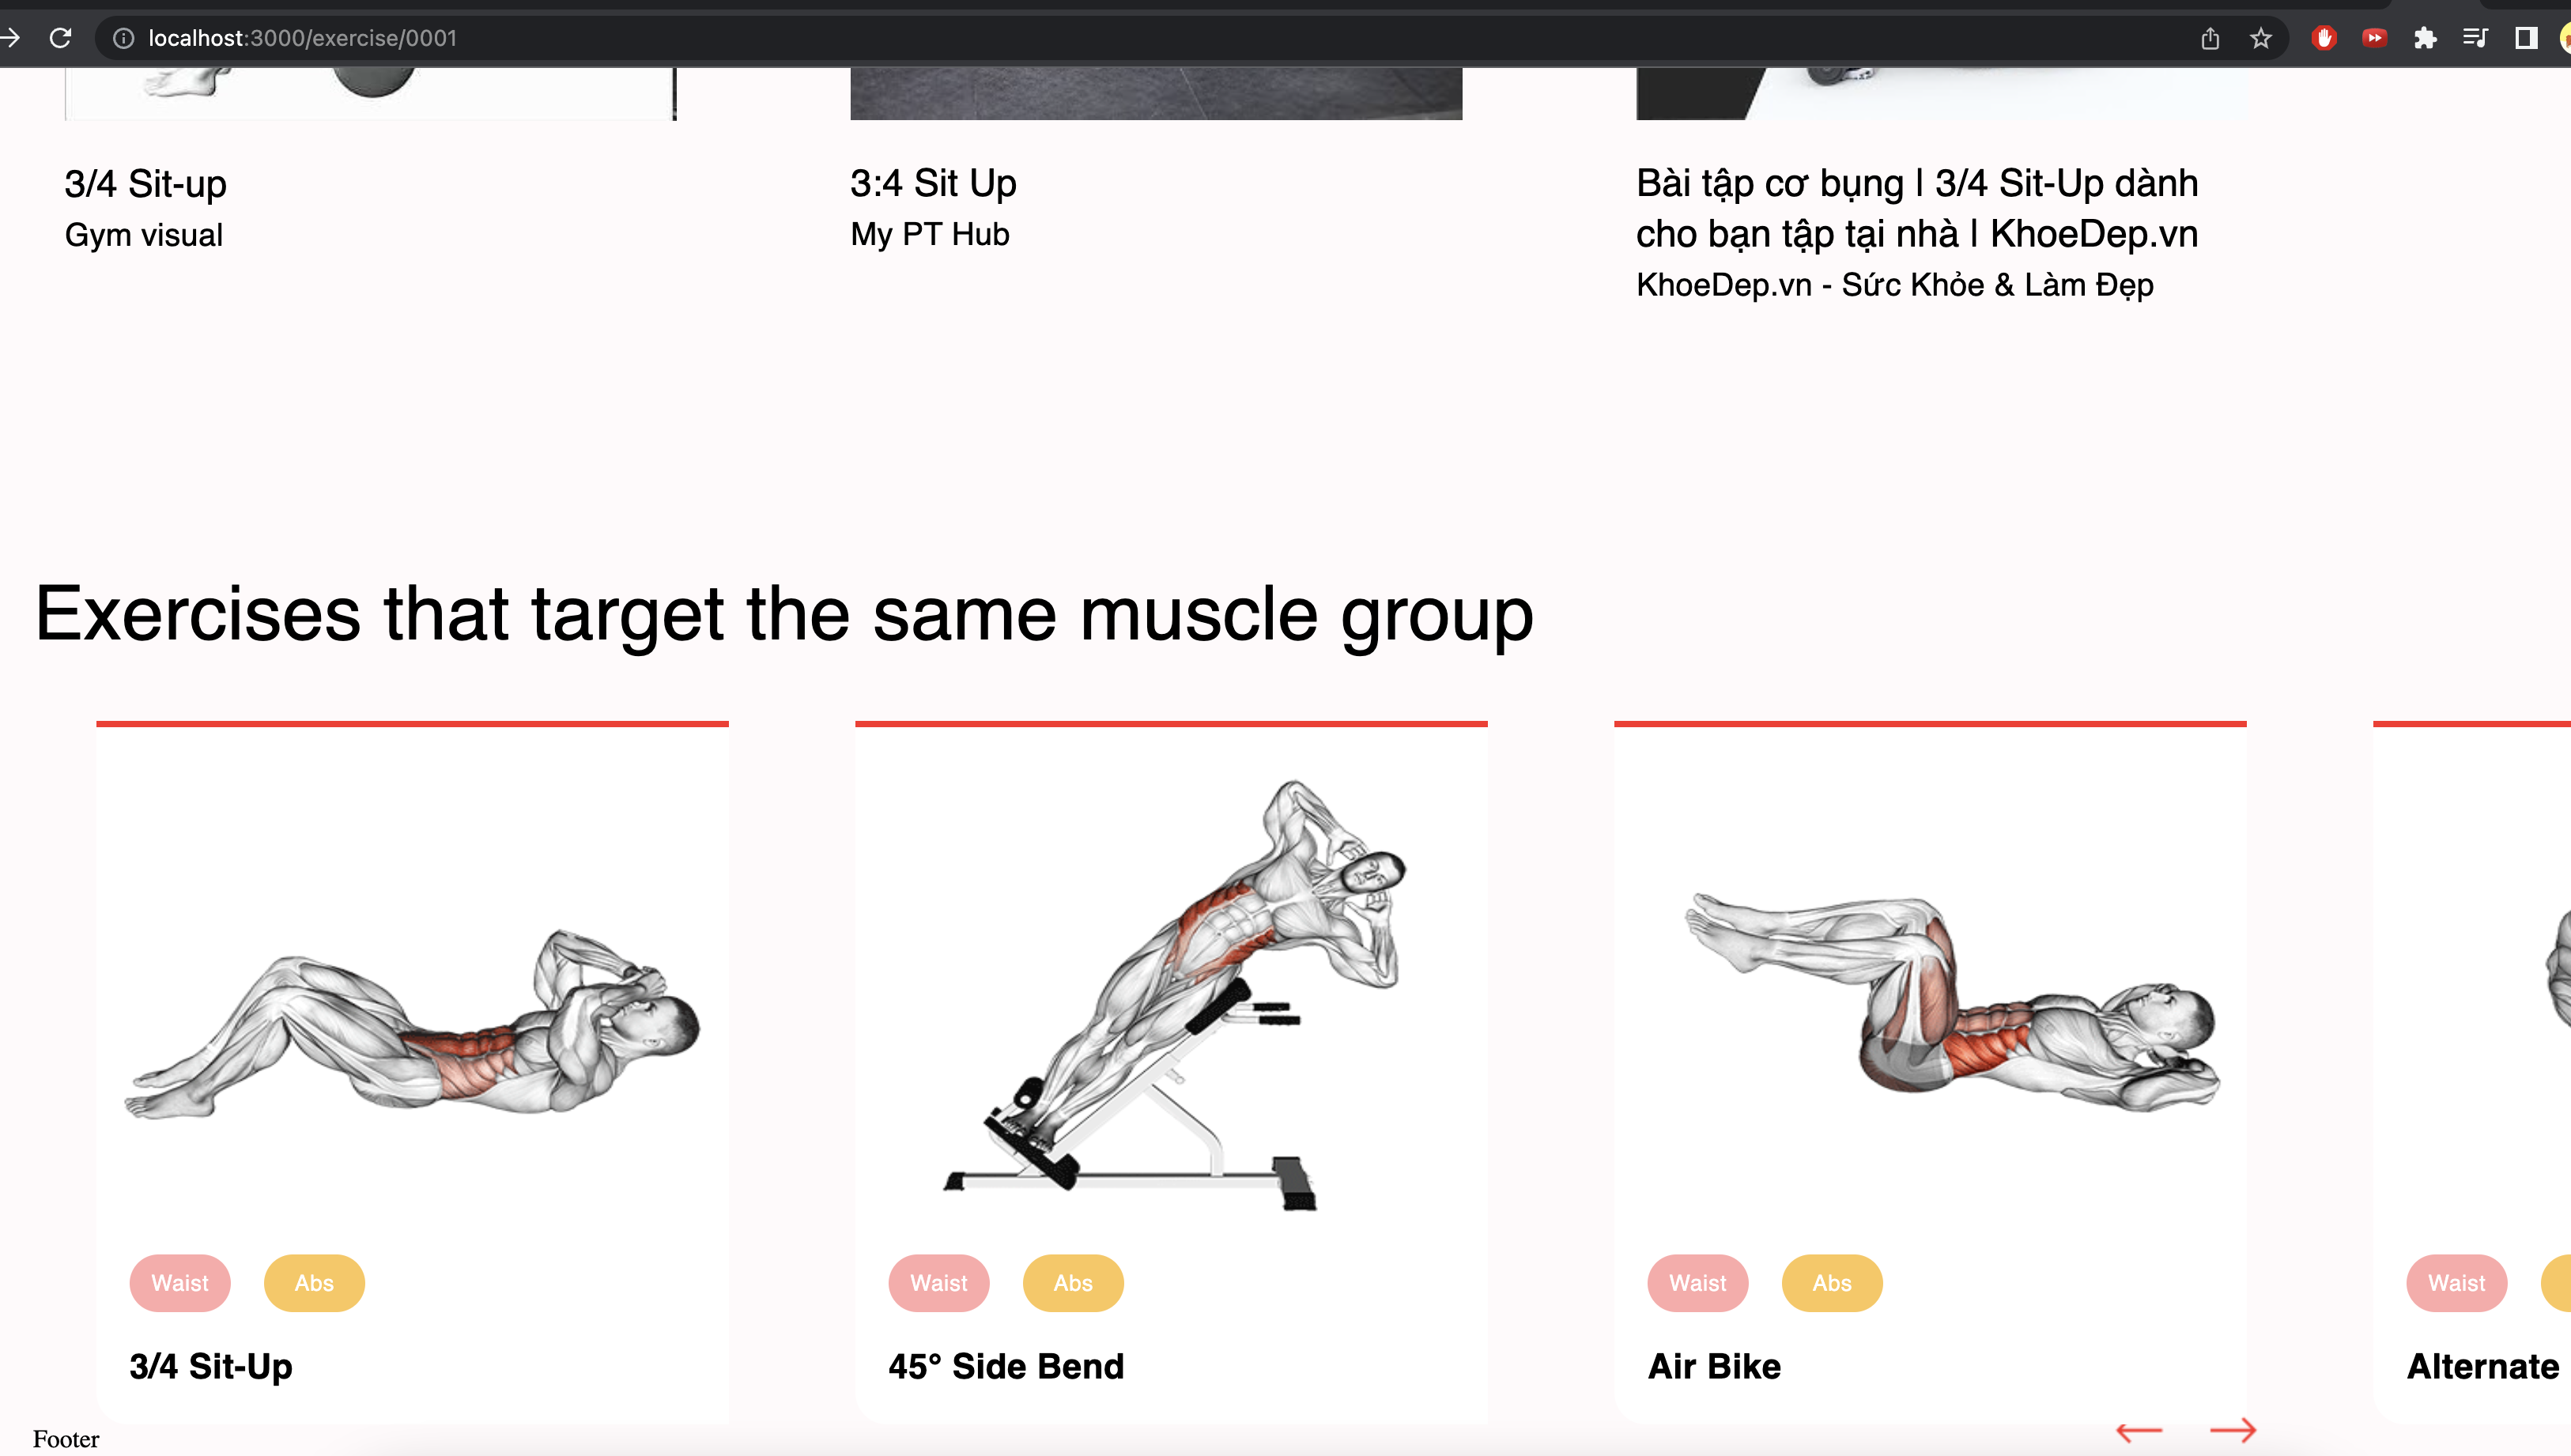 localhost:3000/exercise/0001
3/4 Sit-up
Gym visual
3:4 Sit Up
My PT Hub
Bài tập cơ bụng | 3/4 Sit-Up dành
cho bạn tập tại nhà | KhoeDep.vn
KhoeDep.vn - Sức Khỏe & Làm Đẹp
Exercises that target the same muscle group
Waist Abs
3/4 Sit-Up
Waist Abs
45° Side Bend
Waist Abs
Air Bike
Waist
Alternate
Footer